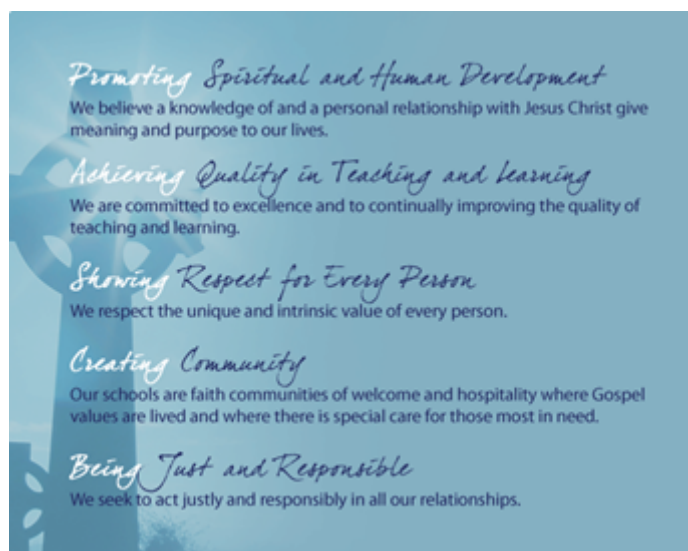 Promoting Spiritual and Human Development
We believe a knowledge of and a personal relationship with Jesus Christ give
meaning and purpose to our lives.
Achieving Quality in Teaching and Learning
We are committed to excellence and to continually improving the quality of
teaching and learning.
Showing Respect for Every Person
We respect the unique and intrinsic value of every person.
Creating Community
Our schools are faith communities of welcome and hospitality where Gospel
values are lived and where there is special care for those most in need.
Being Just and Responsible
We seek to act justly and responsibly in all our relationships.